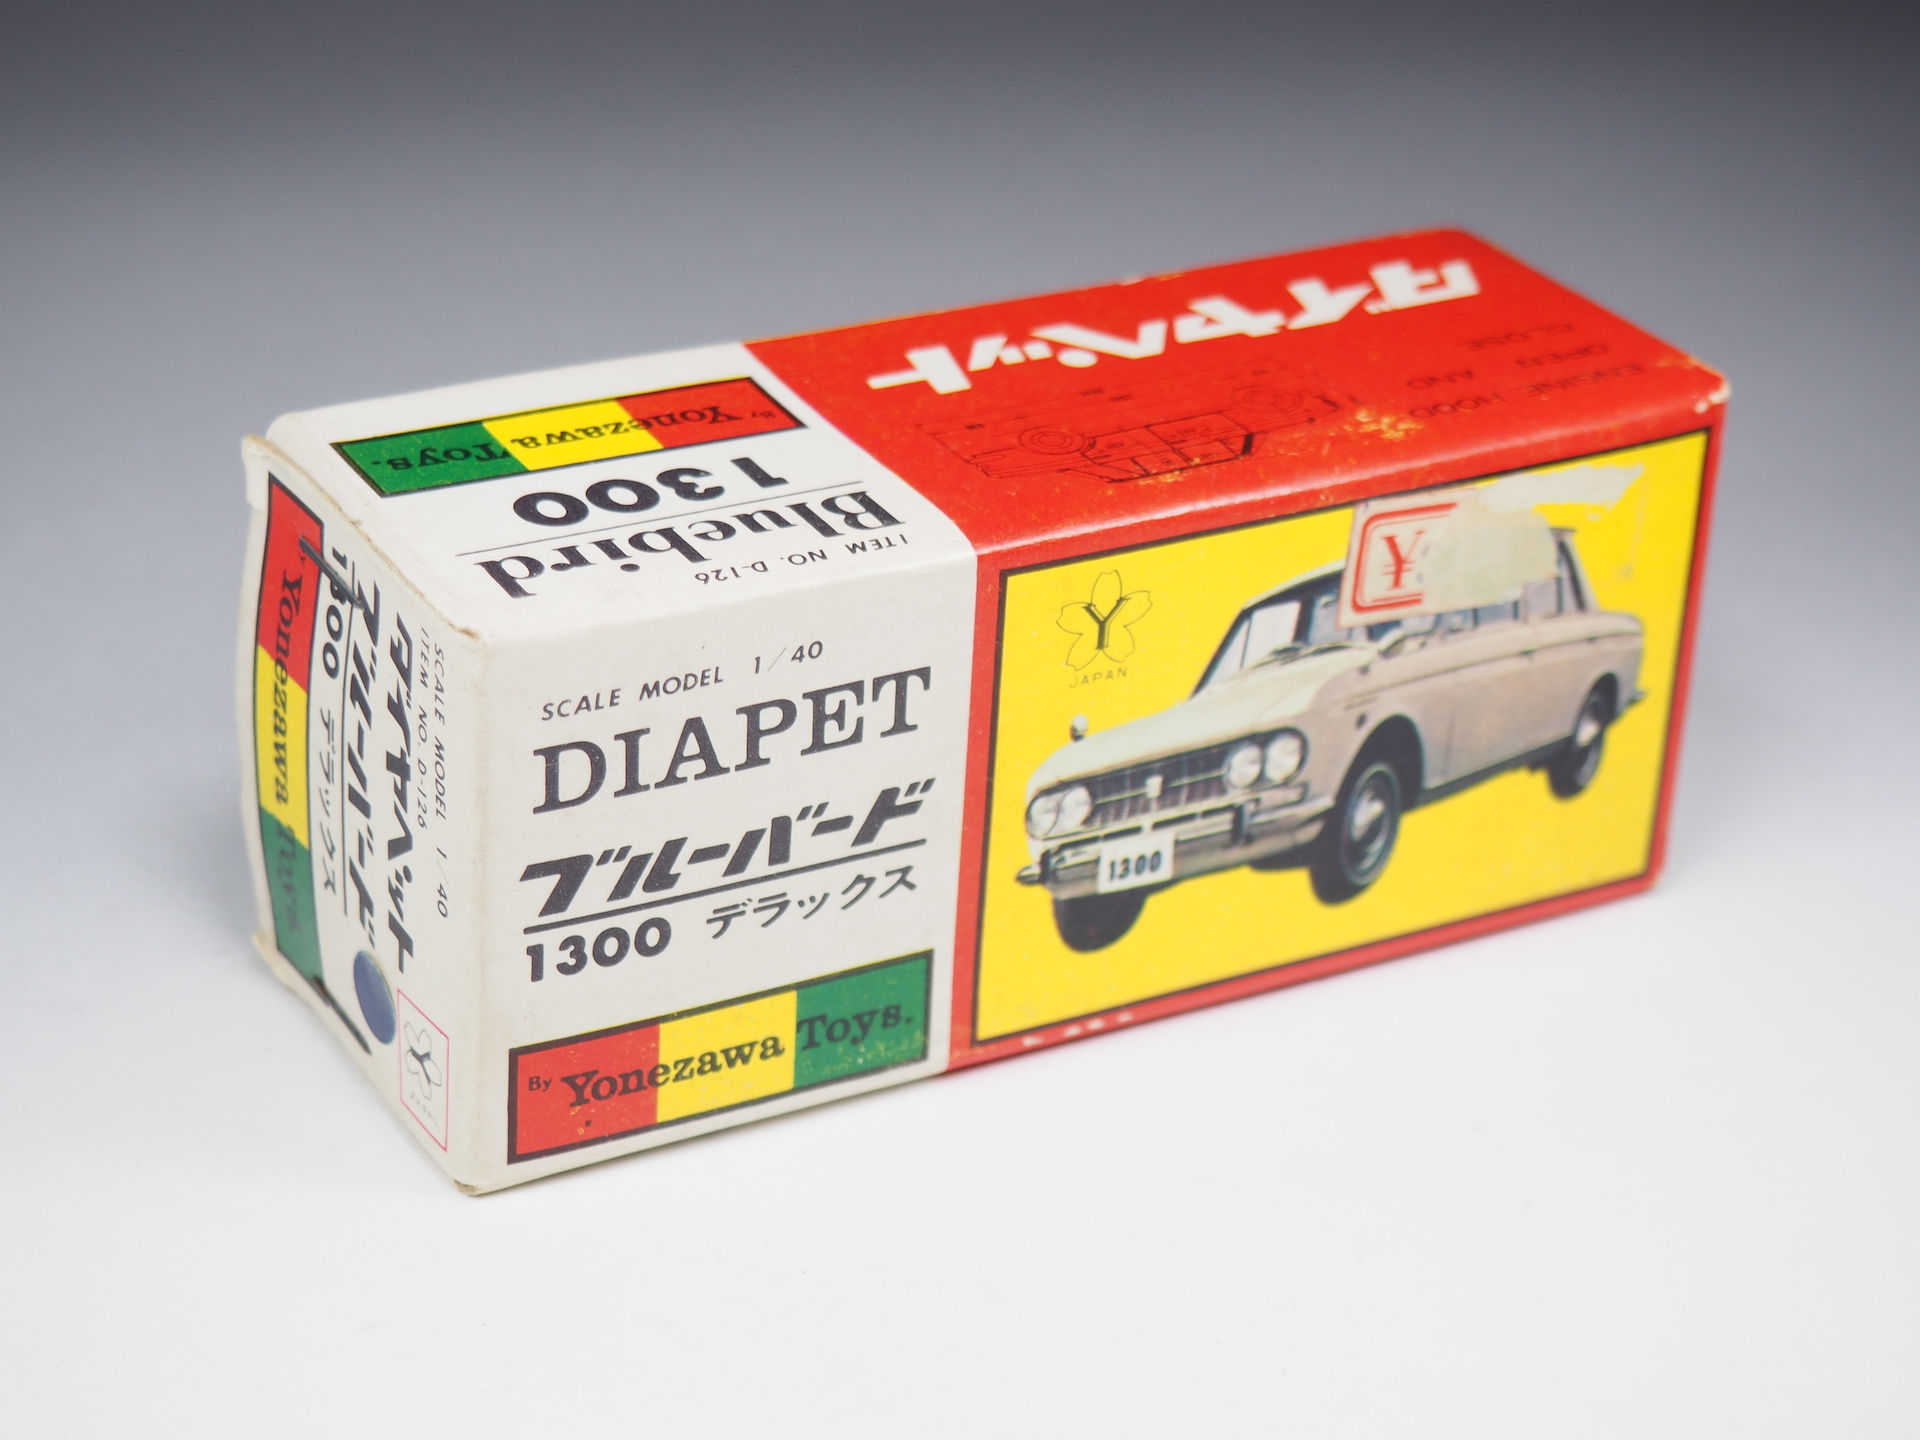 ダイヤペット
ENGINE HOOD
OPEN AND
CLOSE
By Yonezawa Toys.
Bluebird
1300
ITEM NO. D-126
SCALE MODEL 1/40
DIAPET
ブルーバード
1300 デラックス
By Yonezawa Toys.
Y
JAPAN
¥
1300
SCALE MODEL 1/40
ITEM NO. D-126
ダイヤペット
ブルーバード
1300 デラックス
By Yonezawa Toys.
Y
JAPAN